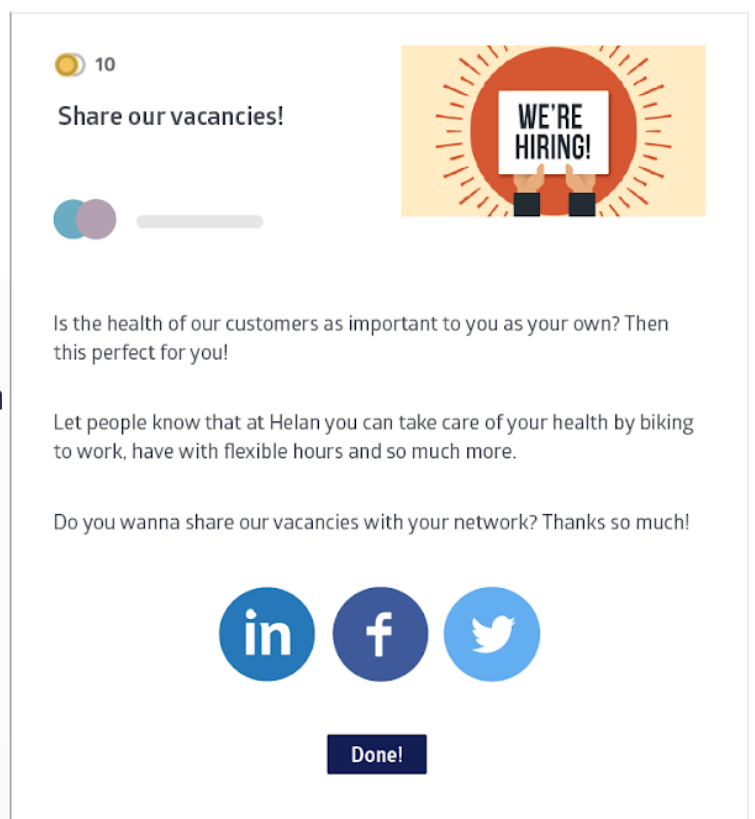 10
Share our vacancies!
WE'RE
HIRING!
Is the health of our customers as important to you as your own? Then
this perfect for you!
Let people know that at Helan you can take care of your health by biking
to work, have with flexible hours and so much more.
Do you wanna share our vacancies with your network? Thanks so much!
in
f
Done!